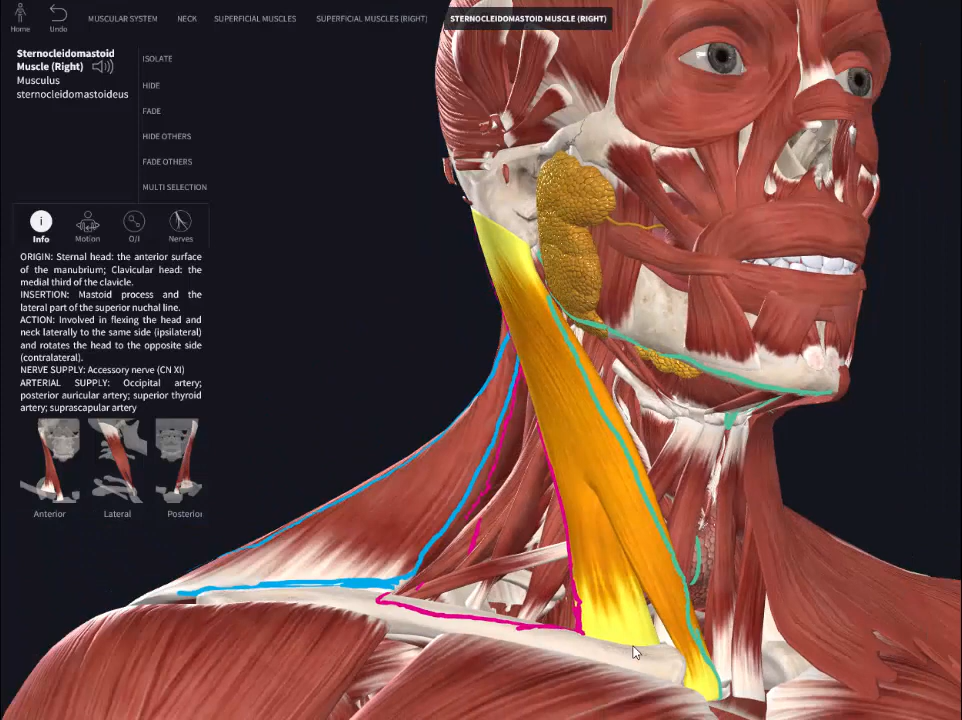 Home
Undo
MUSCULAR SYSTEM
NECK
SUPERFICIAL MUSCLES
SUPERFICIAL MUSCLES (RIGHT)
STERNOCLEIDOMASTOID MUSCLE (RIGHT)
Sternocleidomastoid
Muscle (Right)
Musculus
sternocleidomastoideus
ISOLATE
HIDE
FADE
HIDE OTHERS
FADE OTHERS
MULTI SELECTION
i
Info
Motion
O/I
Nerves
ORIGIN: Sternal head: the anterior surface
of the manubrium; Clavicular head: the
medial third of the clavicle.
INSERTION: Mastoid process and the
lateral part of the superior nuchal line.
ACTION: Involved in flexing the head and
neck laterally to the same side (ipsilateral)
and rotates the head to the opposite side
(contralateral).
NERVE SUPPLY: Accessory nerve (CN XI)
ARTERIAL SUPPLY: Occipital artery;
posterior auricular artery; superior thyroid
artery; suprascapular artery
Anterior
Lateral
Posterior